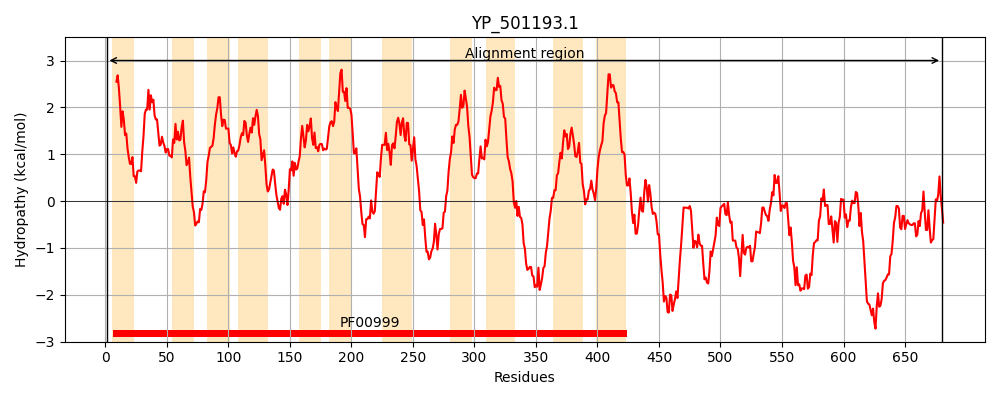 YP_501193.1
Alignment region
3
2
1
0
−1
−2
−3
Hydropathy (kcal/mol)
PF00999
0 50 100 150 200 250 300 350 400 450 500 550 600 650
Residues